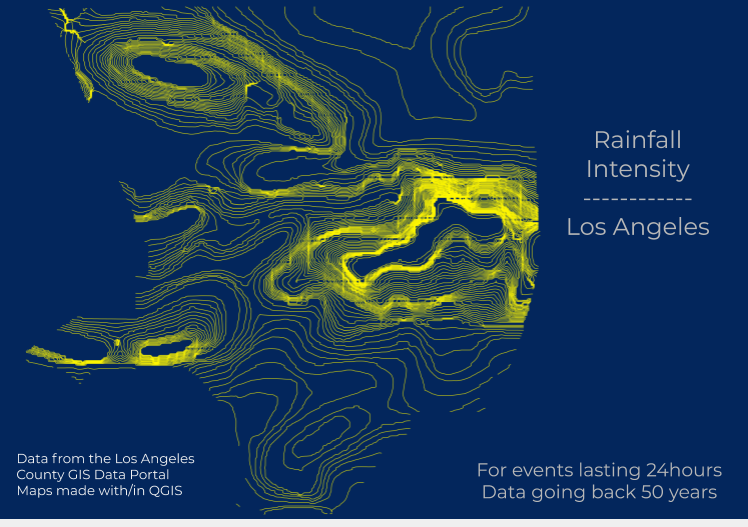 Rainfall
Intensity
------------
Los Angeles
Data from the Los Angeles
County GIS Data Portal
Maps made with/in QGIS
For events lasting 24hours
Data going back 50 years